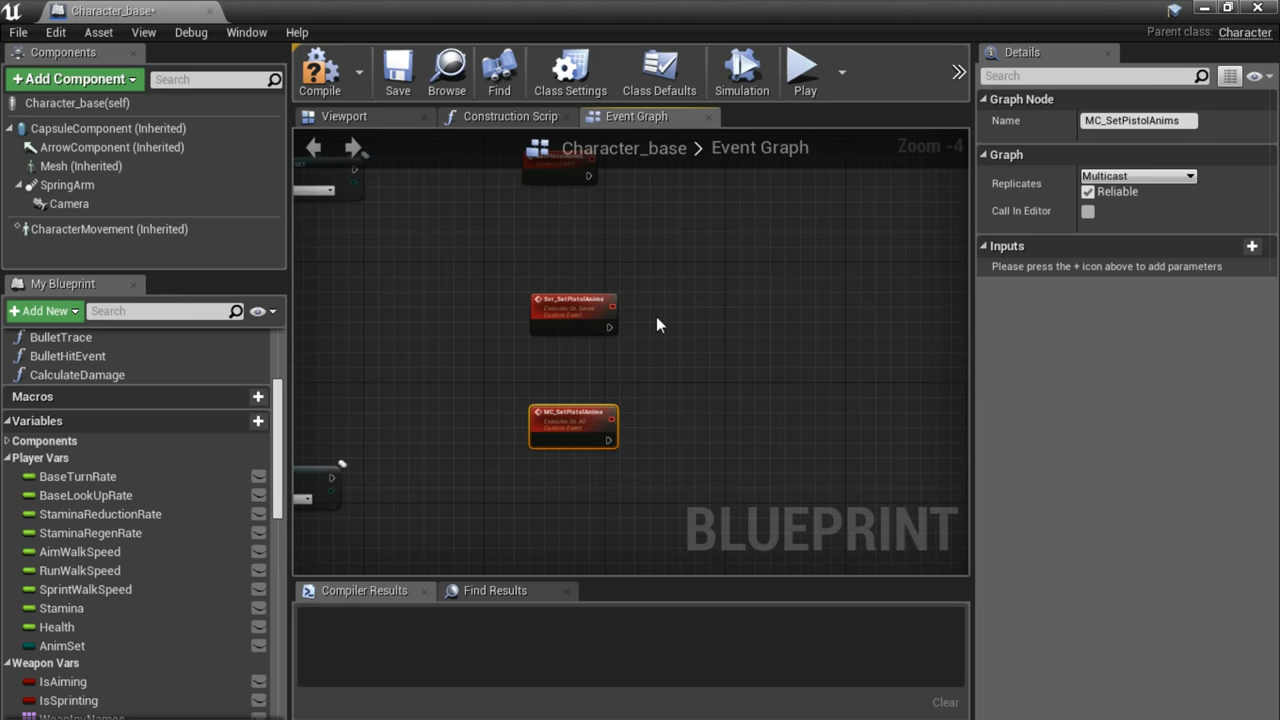 Character_base*
File
Edit
Asset
View
Debug
Window
Help
Parent class: Character
Components
+Add Component
Search
Character_base(self)
CapsuleComponent (Inherited)
ArrowComponent (Inherited)
Mesh (Inherited)
SpringArm
Camera
CharacterMovement (Inherited)
My Blueprint
+Add New
Search
BulletTrace
BulletHitEvent
CalculateDamage
Macros
Variables
Components
Player Vars
BaseTurnRate
BaseLookUpRate
StaminaReductionRate
StaminaRegenRate
AimWalkSpeed
RunWalkSpeed
SprintWalkSpeed
Stamina
Health
AnimSet
Weapon Vars
IsAiming
IsSprinting
Compile
Save
Browse
Find
Class Settings
Class Defaults
Simulation
Play
Viewport
Construction Scrip
Event Graph
Character_base > Event Graph
Zoom -4
SET
Svr_SetPistolAnims
Executes On Server
Custom Event
MC_SetPistolAnims
Executes On All
Custom Event
BLUEPRINT
Compiler Results
Find Results
Clear
Details
Search
Graph Node
Name
MC_SetPistolAnims
Graph
Replicates
Multicast
Reliable
Call In Editor
Inputs
Please press the + icon above to add parameters